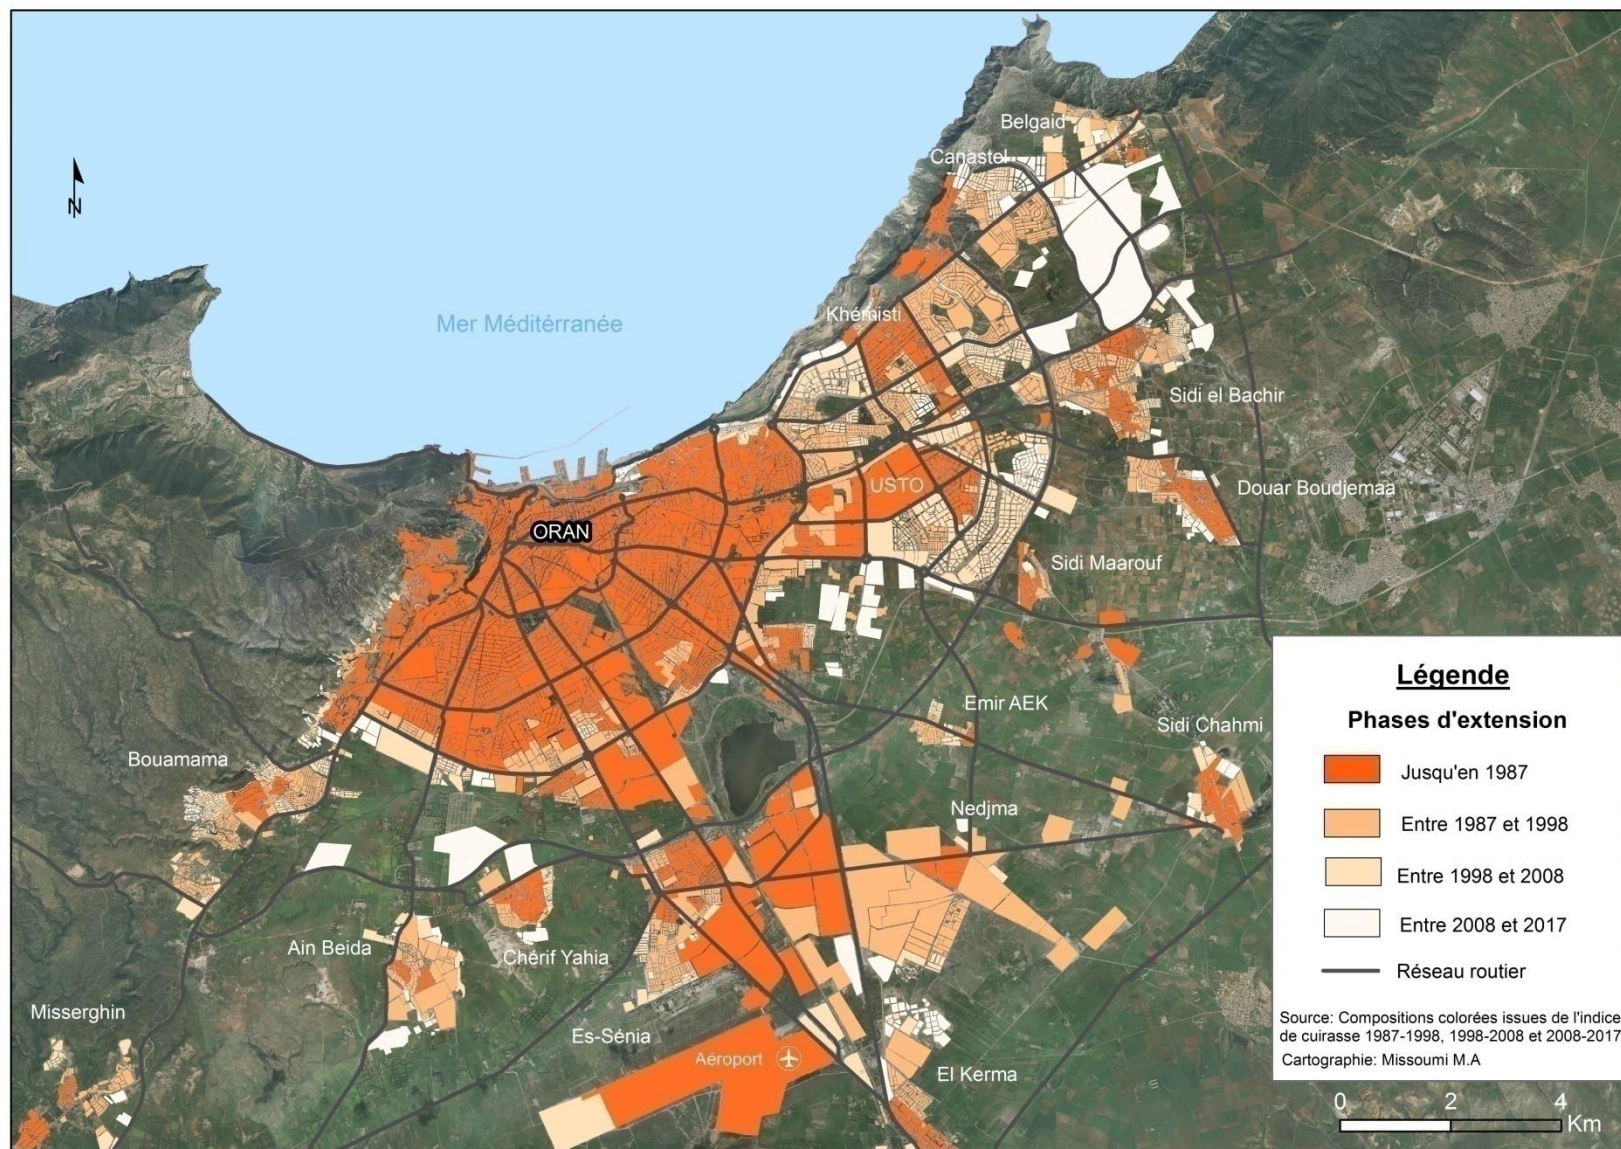 Belgaid
Canastel
N
Mer Méditérranée
Khémisti
Sidi el Bachir
USTO
Douar Boudjemaa
ORAN
Sidi Maarouf
Emir AEK
Sidi Chahmi
Bouamama
Nedjma
Ain Beida
Chérif Yahia
Misserghin
Es-Sénia
Aéroport
El Kerma
Légende
Phases d'extension
Jusqu'en 1987
Entre 1987 et 1998
Entre 1998 et 2008
Entre 2008 et 2017
Réseau routier
Source: Compositions colorées issues de l'indice
de cuirasse 1987-1998, 1998-2008 et 2008-2017
Cartographie: Missoumi M.A
0 2 4
Km